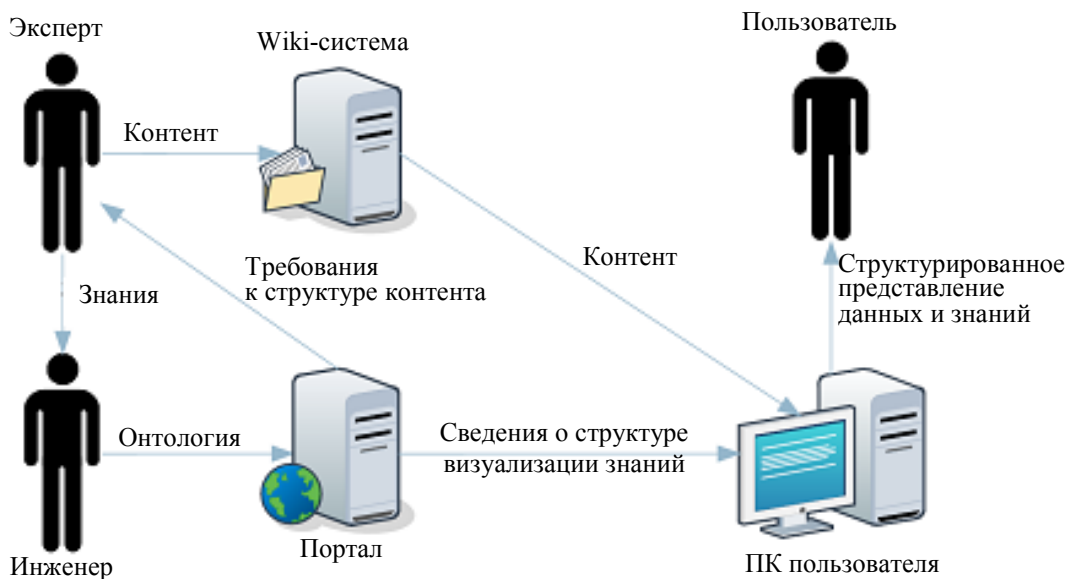 Эксперт
Wiki-система
Пользователь
Контент
Знания
Требования
к структуре контента
Контент
Структурированное
представление
данных и знаний
Онтология
Сведения о структуре
визуализации знаний
Инженер
Портал
ПК пользователя